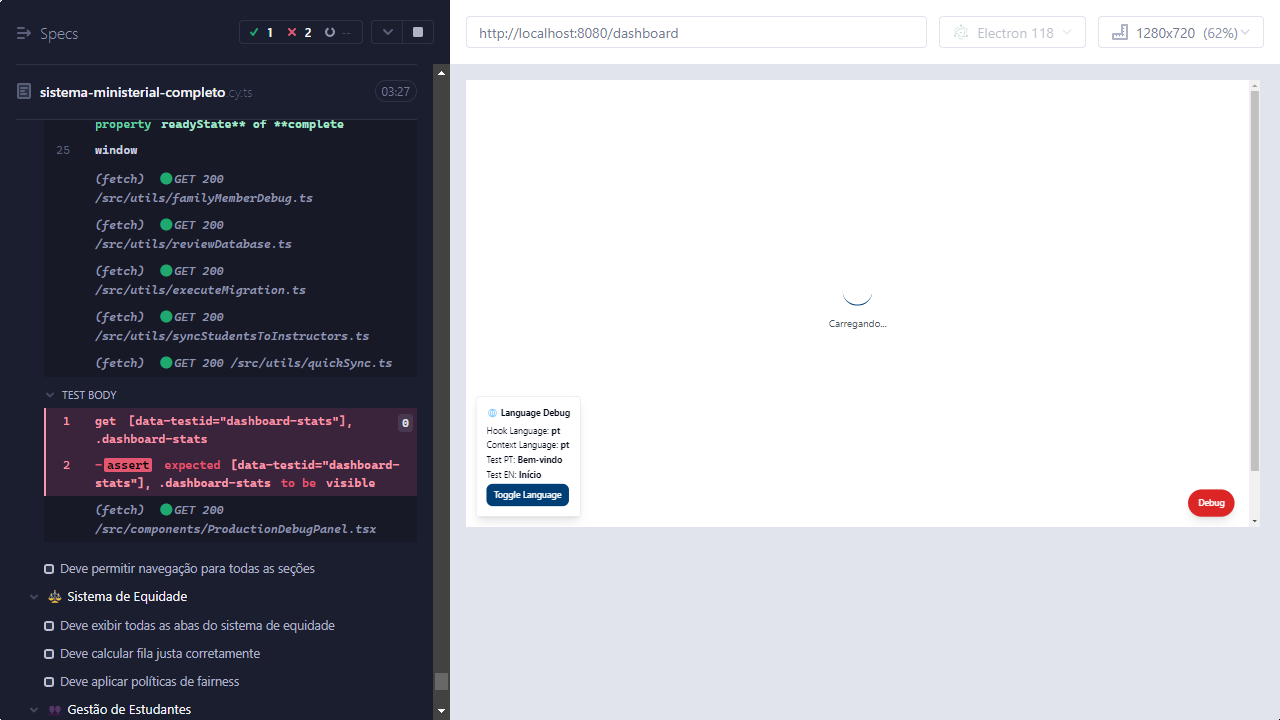 Specs
1
2
--
sistema-ministerial-completo.cy.ts
03:27
property readyState** of **complete
25 window
(fetch) GET 200
/src/utils/familyMemberDebug.ts
(fetch) GET 200
/src/utils/reviewDatabase.ts
(fetch) GET 200
/src/utils/executeMigration.ts
(fetch) GET 200
/src/utils/syncStudentsToInstructors.ts
(fetch) GET 200 /src/utils/quickSync.ts
TEST BODY
1 get [data-testid="dashboard-stats"], 0
.dashboard-stats
2 -assert expected [data-testid="dashboard-
stats"], .dashboard-stats to be visible
(fetch) GET 200
/src/components/ProductionDebugPanel.tsx
Deve permitir navegação para todas as seções
Sistema de Equidade
Deve exibir todas as abas do sistema de equidade
Deve calcular fila justa corretamente
Deve aplicar políticas de fairness
Gestão de Estudantes
http://localhost:8080/dashboard
Electron 118
1280x720 (62%)
Carregando...
Language Debug
Hook Language: pt
Context Language: pt
Test PT: Bem-vindo
Test EN: Início
Toggle Language
Debug